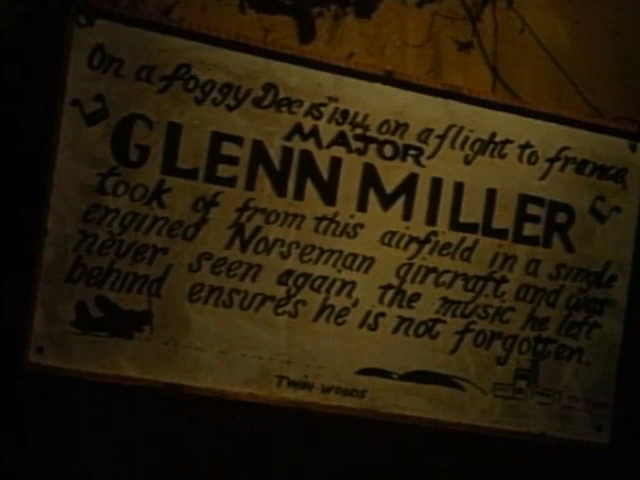 On a foggy Dec 15th 1944 on a flight to france,
MAJOR
GLENN MILLER
took of from this airfield in a single
engined Norseman aircraft, and was
never seen again, the music he left
behind ensures he is not forgotten.
TWIN WOODS